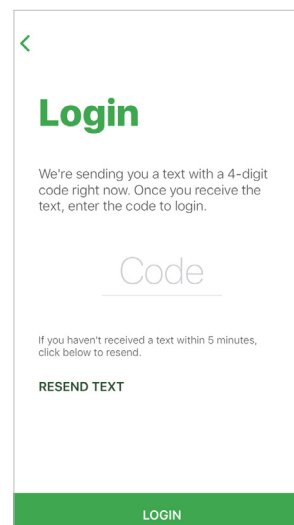 Login
We're sending you a text with a 4-digit
code right now. Once you receive the
text, enter the code to login.
Code
If you haven't received a text within 5 minutes,
click below to resend.
RESEND TEXT
LOGIN